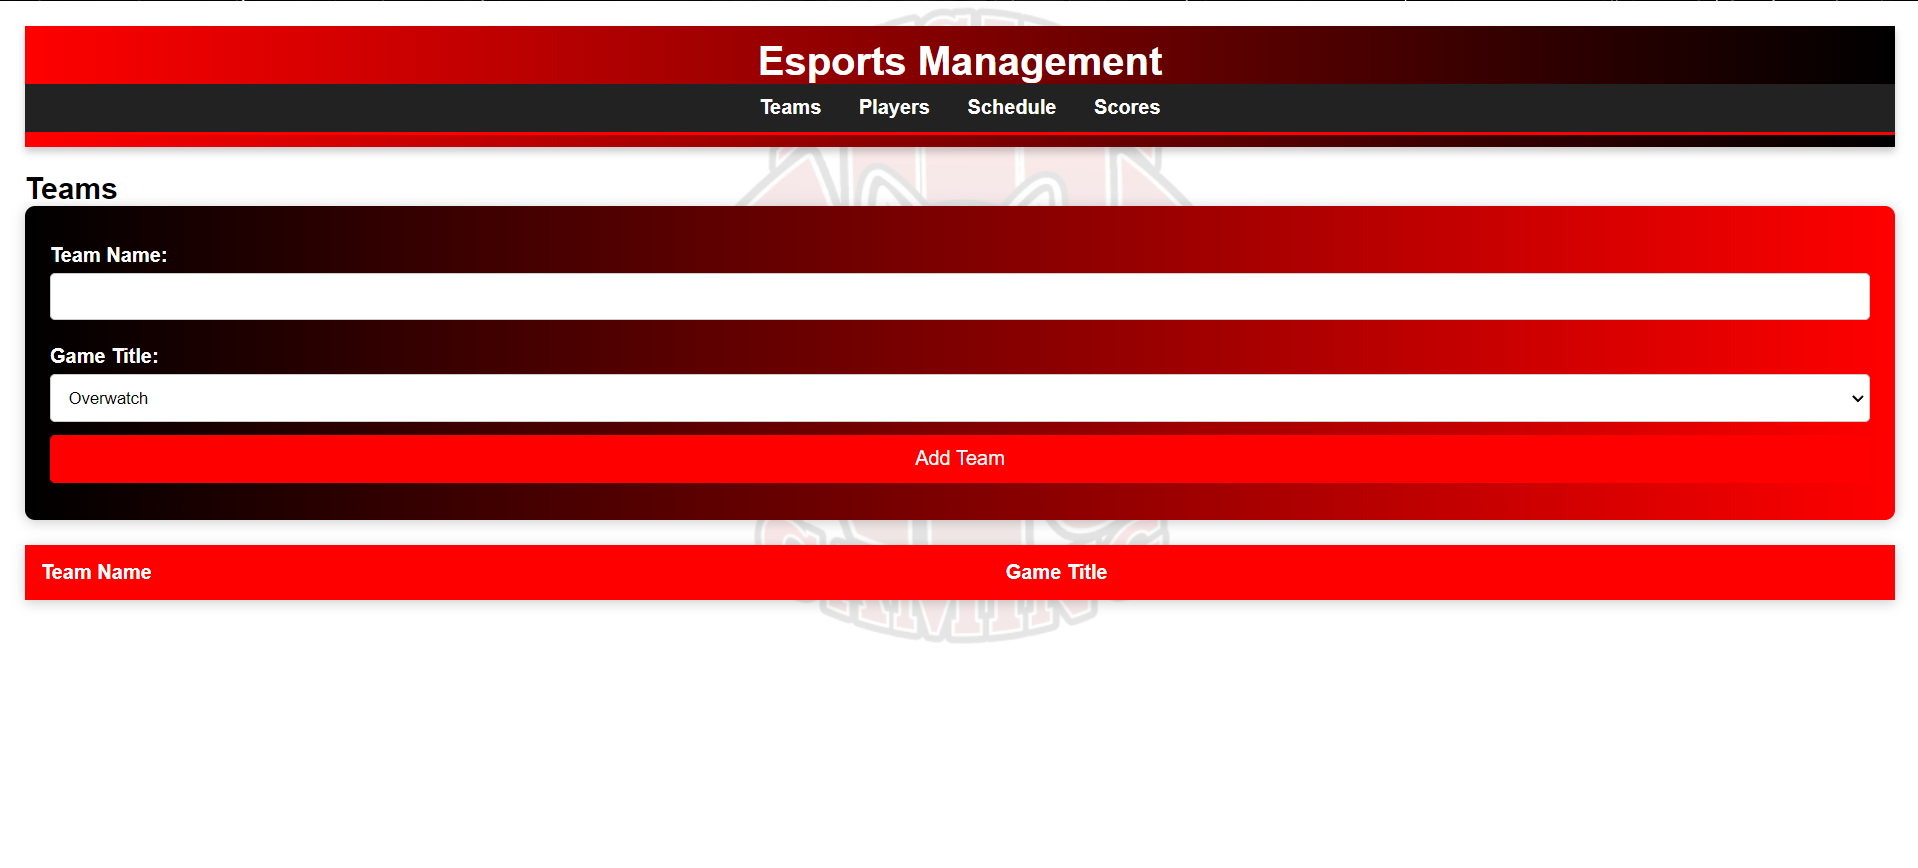 Esports Management
Teams Players Schedule Scores
Teams
Team Name:
Game Title:
Overwatch
Add Team
Team Name Game Title